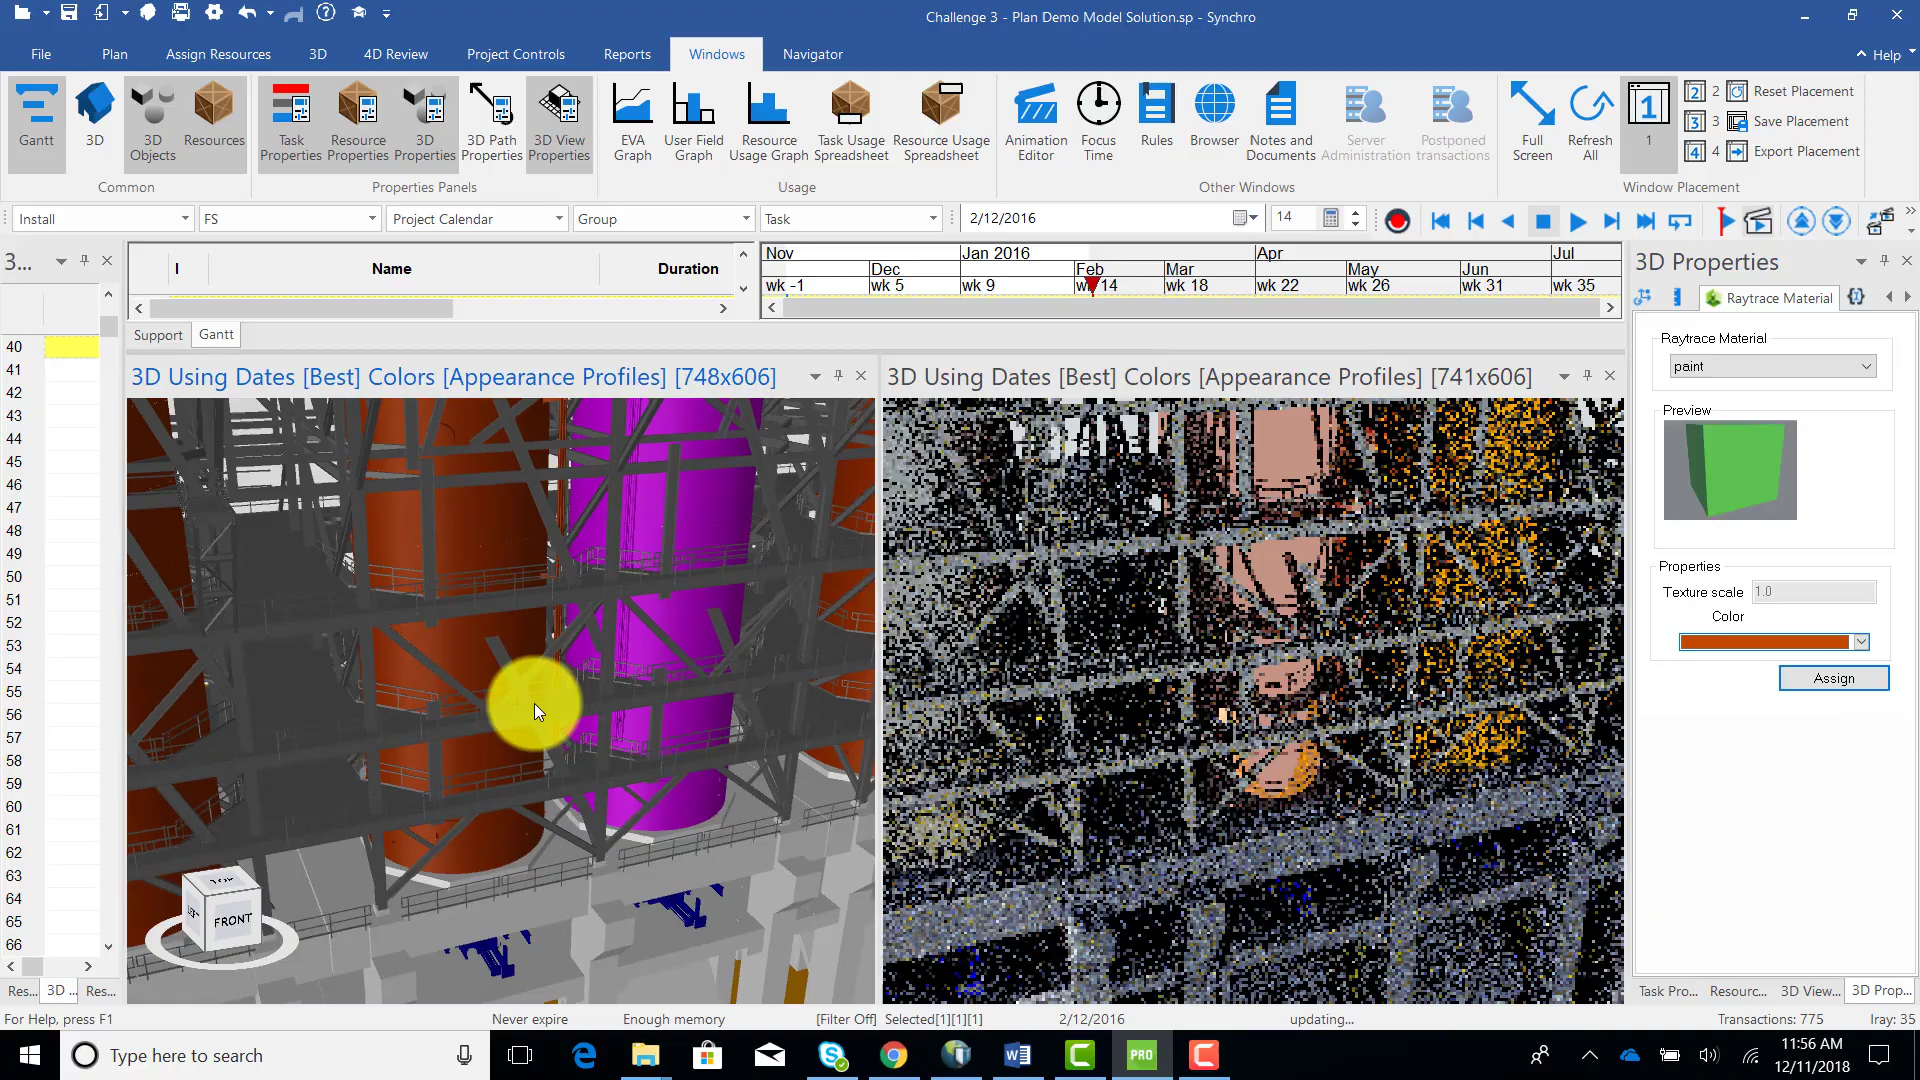 Challenge 3 - Plan Demo Model Solution.sp - Synchro
File Plan Assign Resources 3D 4D Review Project Controls Reports Windows Navigator Help
Gantt 3D 3D Objects Resources
Common
Task Properties Resource Properties 3D Properties 3D Path Properties 3D View Properties
Properties Panels
EVA Graph User Field Graph Resource Usage Graph Task Usage Spreadsheet Resource Usage Spreadsheet
Usage
Animation Editor Focus Time Rules Browser Notes and Documents Server Administration Postponed transactions
Other Windows
Full Screen Refresh All 1 1
2 2 Reset Placement
3 3 Save Placement
4 4 Export Placement
Window Placement
Install FS Project Calendar Group Task 2/12/2016 14
3...
I Name Duration
Nov Jan 2016 Apr Jul
Dec Feb Mar May Jun
wk -1 wk 5 wk 9 wk 14 wk 18 wk 22 wk 26 wk 31 wk 35
Support Gantt
40
41
42
43
44
45
46
47
48
49
50
51
52
53
54
55
56
57
58
59
60
61
62
63
64
65
66
Res... 3D ... Res...
3D Using Dates [Best] Colors [Appearance Profiles] [748x606]
TOP
FRONT
3D Using Dates [Best] Colors [Appearance Profiles] [741x606]
3D Properties
Raytrace Material
Raytrace Material
paint
Preview
Properties
Texture scale 1.0
Color
Assign
Task Pro... Resourc... 3D View... 3D Prop...
For Help, press F1 Never expire Enough memory [Filter Off] Selected[1][1][1] 2/12/2016 updating... Transactions: 775 Iray: 35
Type here to search
PRO
11:56 AM
12/11/2018